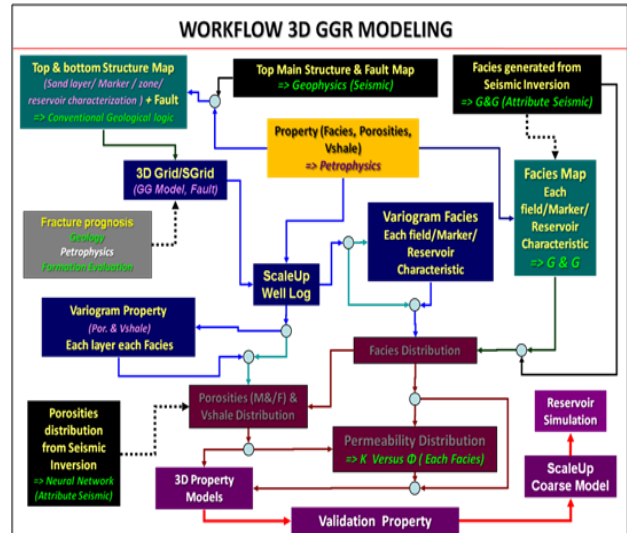 WORKFLOW 3D GGR MODELING
Top & bottom Structure Map
(Sand layer/ Marker / zone/
reservoir characterization ) + Fault
=> Conventional Geological logic
Top Main Structure & Fault Map
=> Geophysics (Seismic)
Facies generated from
Seismic Inversion
=> G&G (Attribute Seismic)
Property (Facies, Porosities,
Vshale)
=> Petrophysics
3D Grid/SGrid
(GG Model, Fault)
Facies Map
Each
field/Marker/
Reservoir
Characteristic
=> G & G
Fracture prognosis
Geology
Petrophysics
Formation Evaluation
Variogram Facies
Each field/Marker/
Reservoir
Characteristic
ScaleUp
Well Log
Variogram Property
(Por. & Vshale)
Each layer each Facies
Facies Distribution
Porosities (M&/F) &
Vshale Distribution
Reservoir
Simulation
Porosities
distribution
from Seismic
Inversion
=> Neural Network
(Attribute Seismic)
Permeability Distribution
=> K Versus Φ ( Each Facies)
3D Property
Models
ScaleUp
Coarse Model
Validation Property